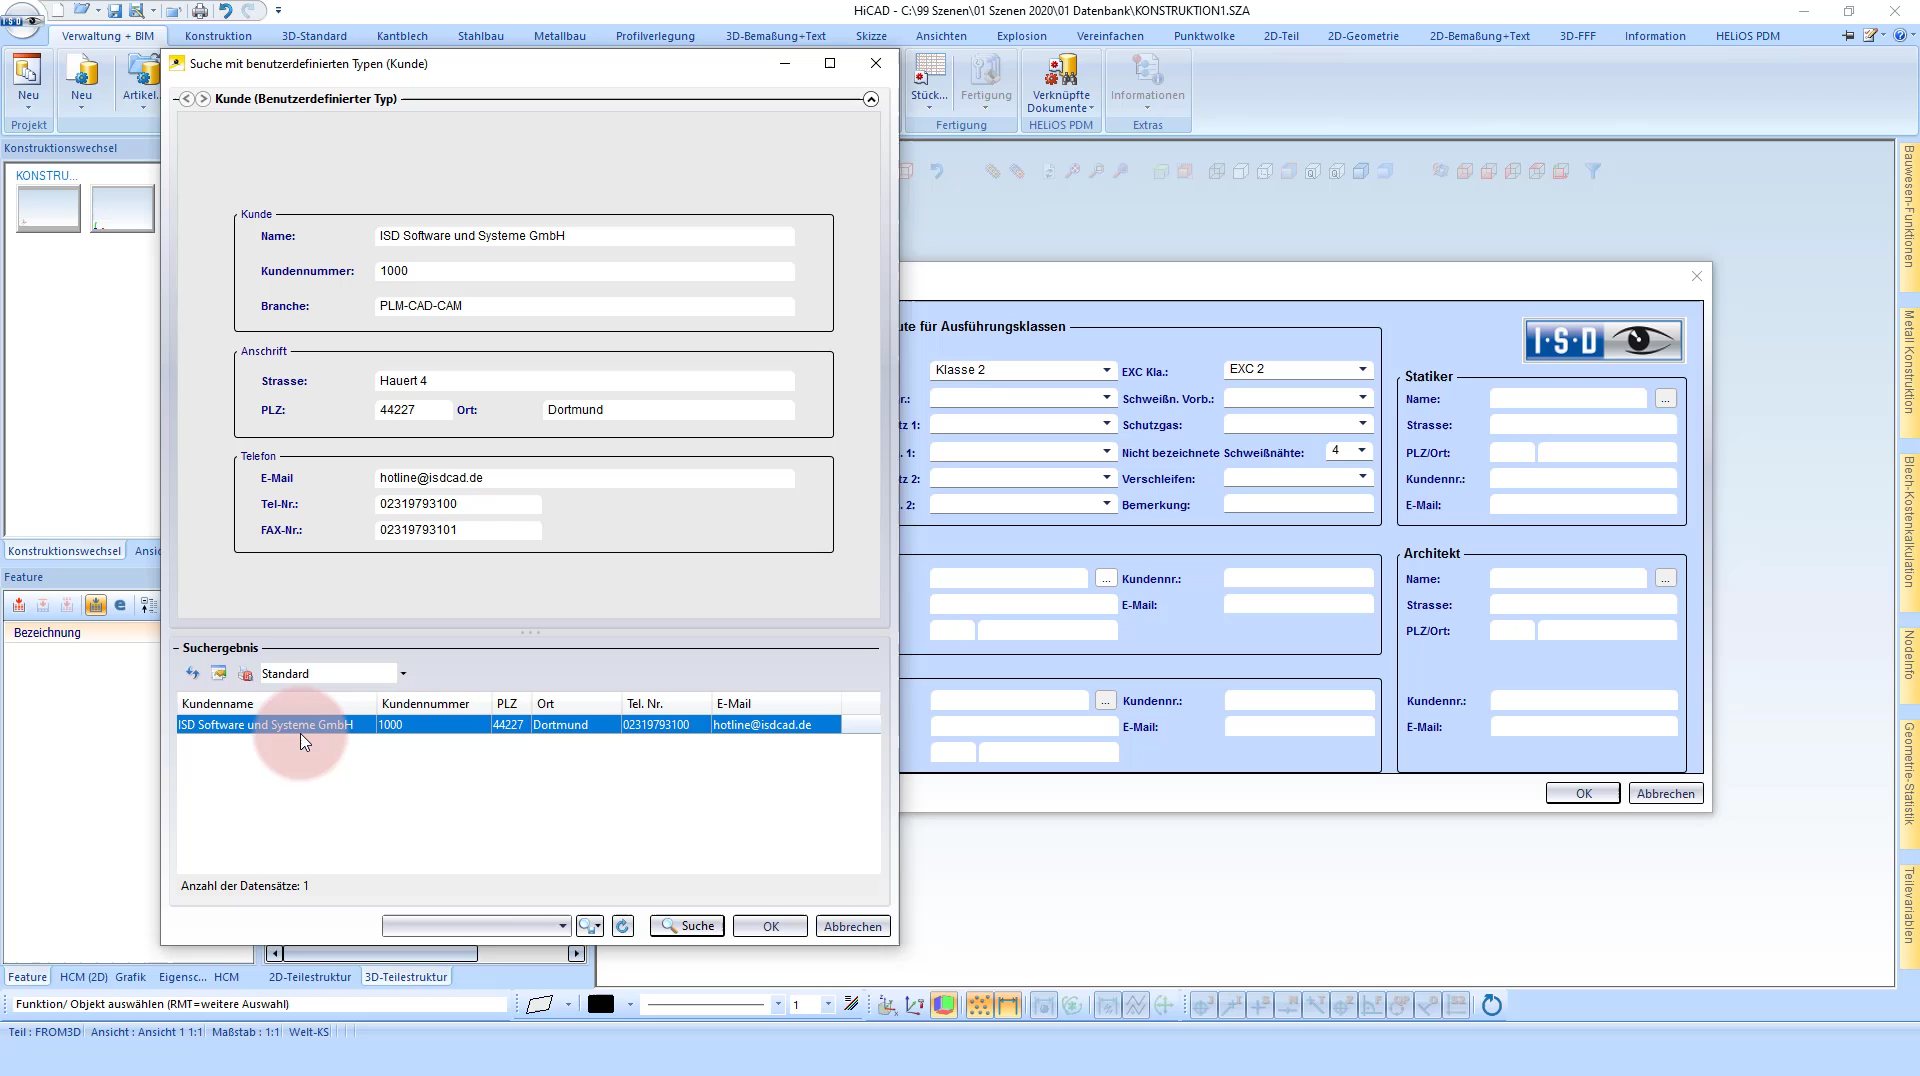 HiCAD - C:\99 Szenen\01 Szenen 2020\01 Datenbank\KONSTRUKTION1.SZA
Verwaltung + BIM
Konstruktion
3D-Standard
Kantblech
Stahlbau
Metallbau
Profilverlegung
3D-Bemaßung+Text
Skizze
Ansichten
Explosion
Vereinfachen
Punktwolke
2D-Teil
2D-Geometrie
2D-Bemaßung+Text
3D-FFF
Information
HELiOS PDM
Neu
Neu
Artikel...
Projekt
Stück...
Fertigung
Verknüpfte
Dokumente
Informationen
Fertigung
HELiOS PDM
Extras
Konstruktionswechsel
KONSTRU...
Konstruktionswechsel
Feature
Bezeichnung
Suche mit benutzerdefinierten Typen (Kunde)
Kunde (Benutzerdefinierter Typ)
Kunde
Name: ISD Software und Systeme GmbH
Kundennummer: 1000
Branche: PLM-CAD-CAM
Anschrift
Strasse: Hauert 4
PLZ: 44227 Ort: Dortmund
Telefon
E-Mail hotline@isdcad.de
Tel-Nr.: 02319793100
FAX-Nr.: 02319793101
Suchergebnis
Standard
Kundenname Kundennummer PLZ Ort Tel. Nr. E-Mail
ISD Software und Systeme GmbH 1000 44227 Dortmund 02319793100 hotline@isdcad.de
Anzahl der Datensätze: 1
Suche OK Abbrechen
ute für Ausführungsklassen
Klasse 2 EXC Kla.: EXC 2
r.: Schweißn. Vorb.:
tz 1: Schutzgas:
. 1: Nicht bezeichnete Schweißnähte: 4
tz 2: Verschleifen:
. 2: Bemerkung:
... Kundennr.:
E-Mail:
... Kundennr.:
E-Mail:
I·S·D
Statiker
Name: ...
Strasse:
PLZ/Ort:
Kundennr.:
E-Mail:
Architekt
Name: ...
Strasse:
PLZ/Ort:
Kundennr.:
E-Mail:
OK Abbrechen
Bauwesen-Funktionen
Metall Konstruktion
Blech-Kostenkalkulation
NodeInfo
Geometrie-Statistik
Teilevariablen
Feature HCM (2D) Grafik Eigensc... HCM
2D-Teilestruktur 3D-Teilestruktur
Funktion/ Objekt auswählen (RMT=weitere Auswahl)
1
Teil : FROM3D Ansicht : Ansicht 1 1:1 Maßstab : 1:1 Welt-KS